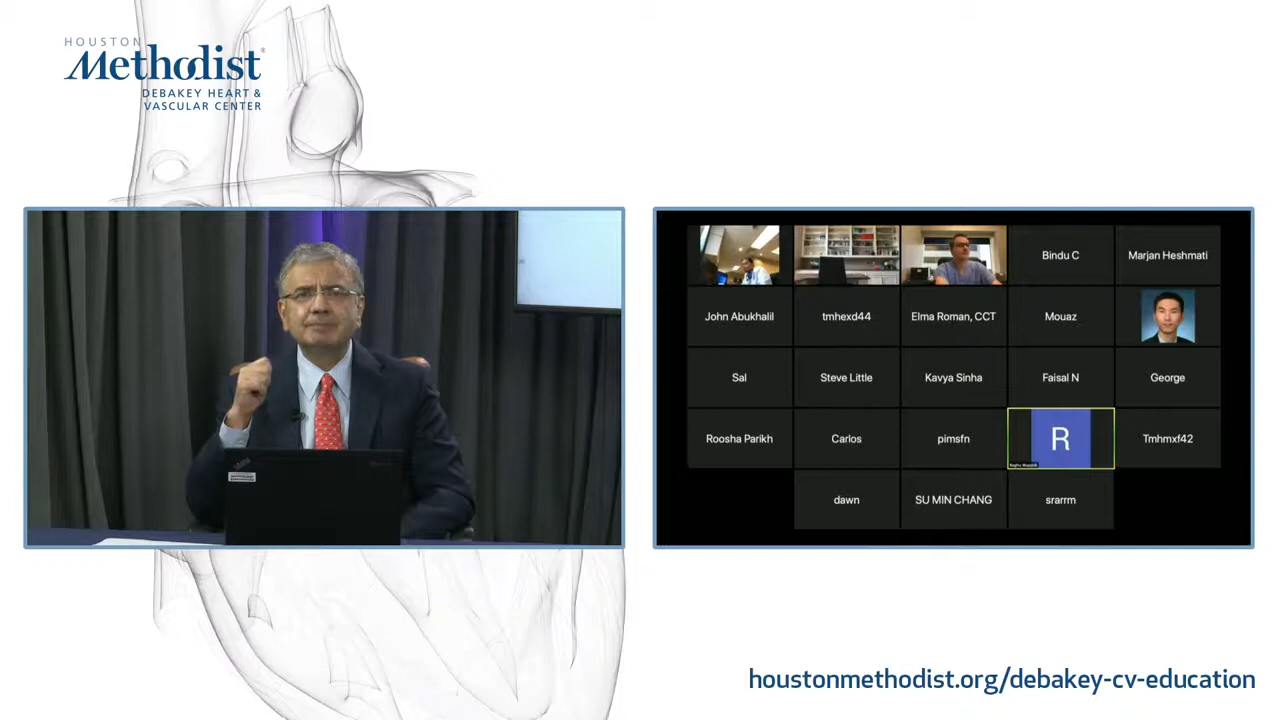 HOUSTON
Methodist®
DEBAKEY HEART &
VASCULAR CENTER
Bindu C
Marjan Heshmati
John Abukhalil
tmhexd44
Elma Roman, CCT
Mouaz
Sal
Steve Little
Kavya Sinha
Faisal N
George
Roosha Parikh
Carlos
pimsfn
R
Tmhmxf42
dawn
SU MIN CHANG
srarrm
houstonmethodist.org/debakey-cv-education